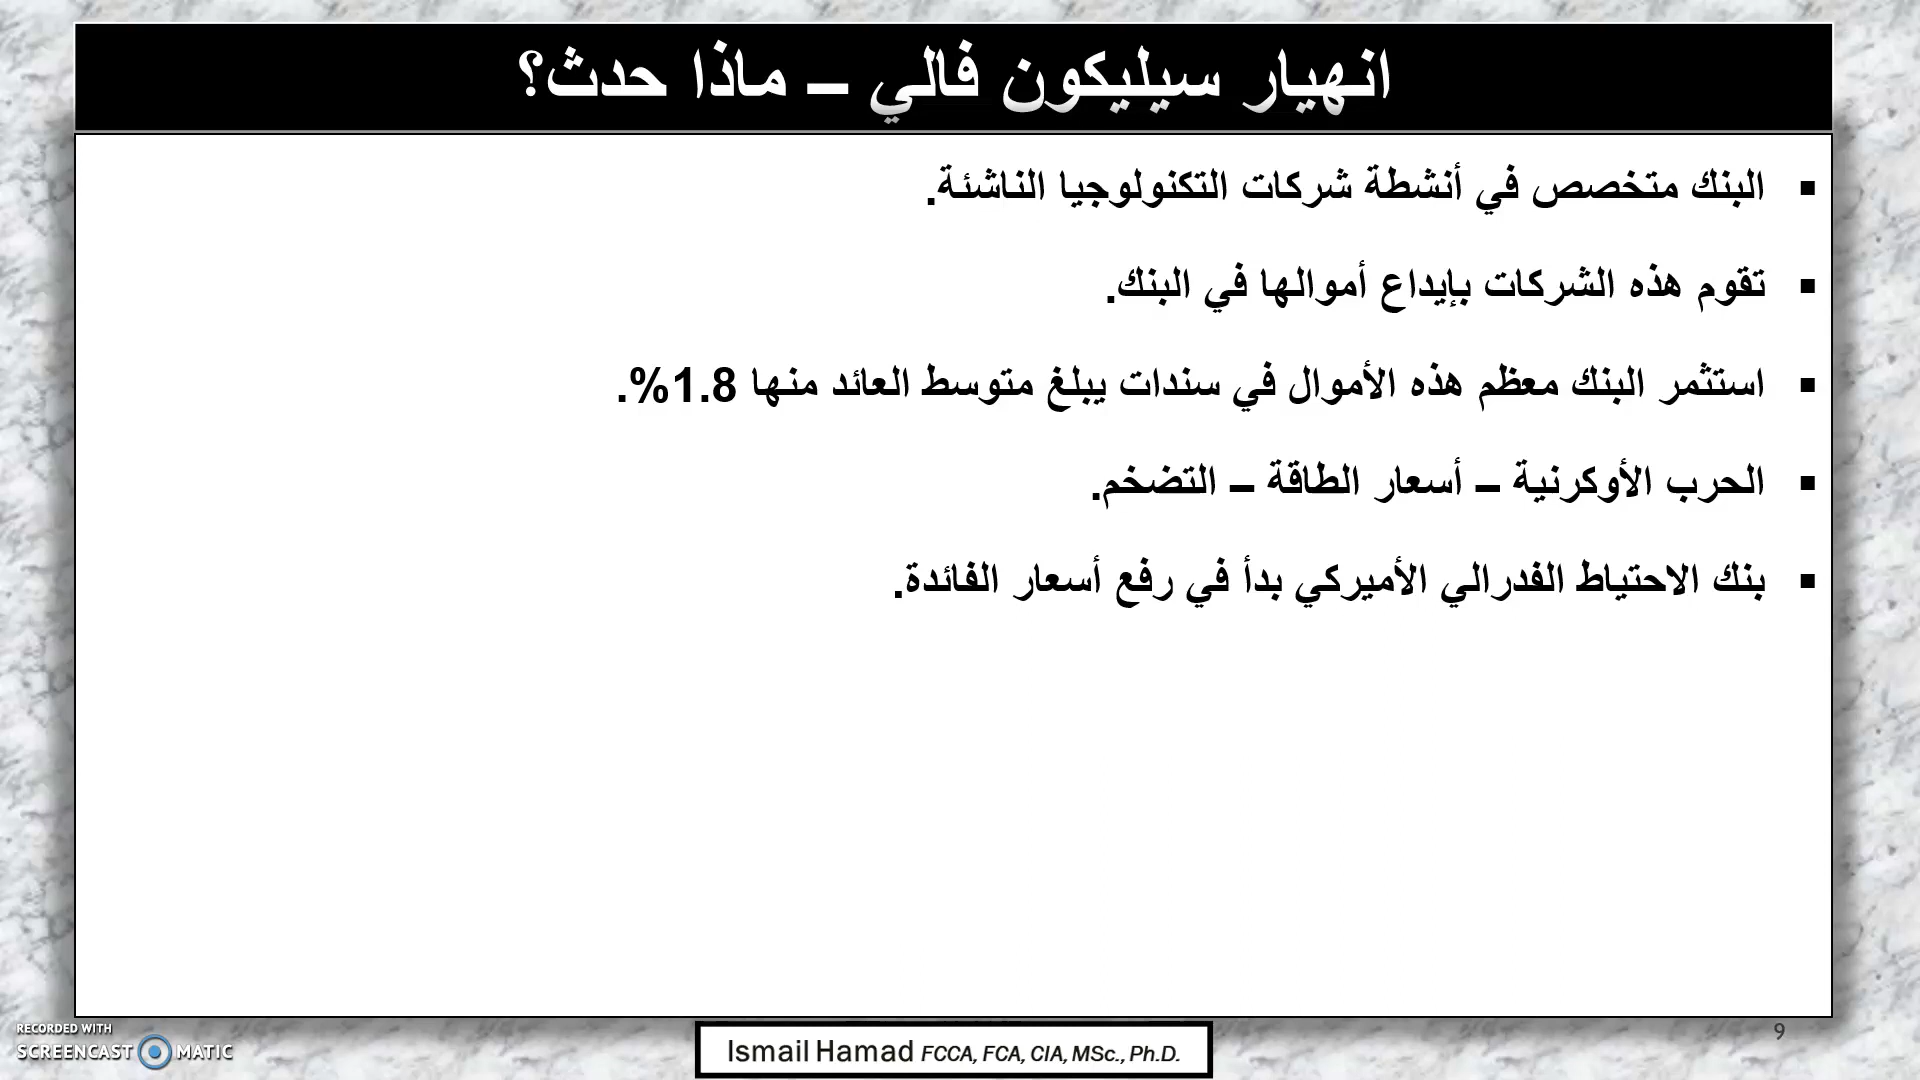 انهيار سيليكون فالي – ماذا حدث؟
▪ البنك متخصص في أنشطة شركات التكنولوجيا الناشئة.
▪ تقوم هذه الشركات بإيداع أموالها في البنك.
▪ استثمر البنك معظم هذه الأموال في سندات يبلغ متوسط العائد منها 1.8%.
▪ الحرب الأوكرنية – أسعار الطاقة – التضخم.
▪ بنك الاحتياط الفدرالي الأميركي بدأ في رفع أسعار الفائدة.
9
RECORDED WITH
SCREENCAST MATIC
Ismail Hamad FCCA, FCA, CIA, MSc., Ph.D.